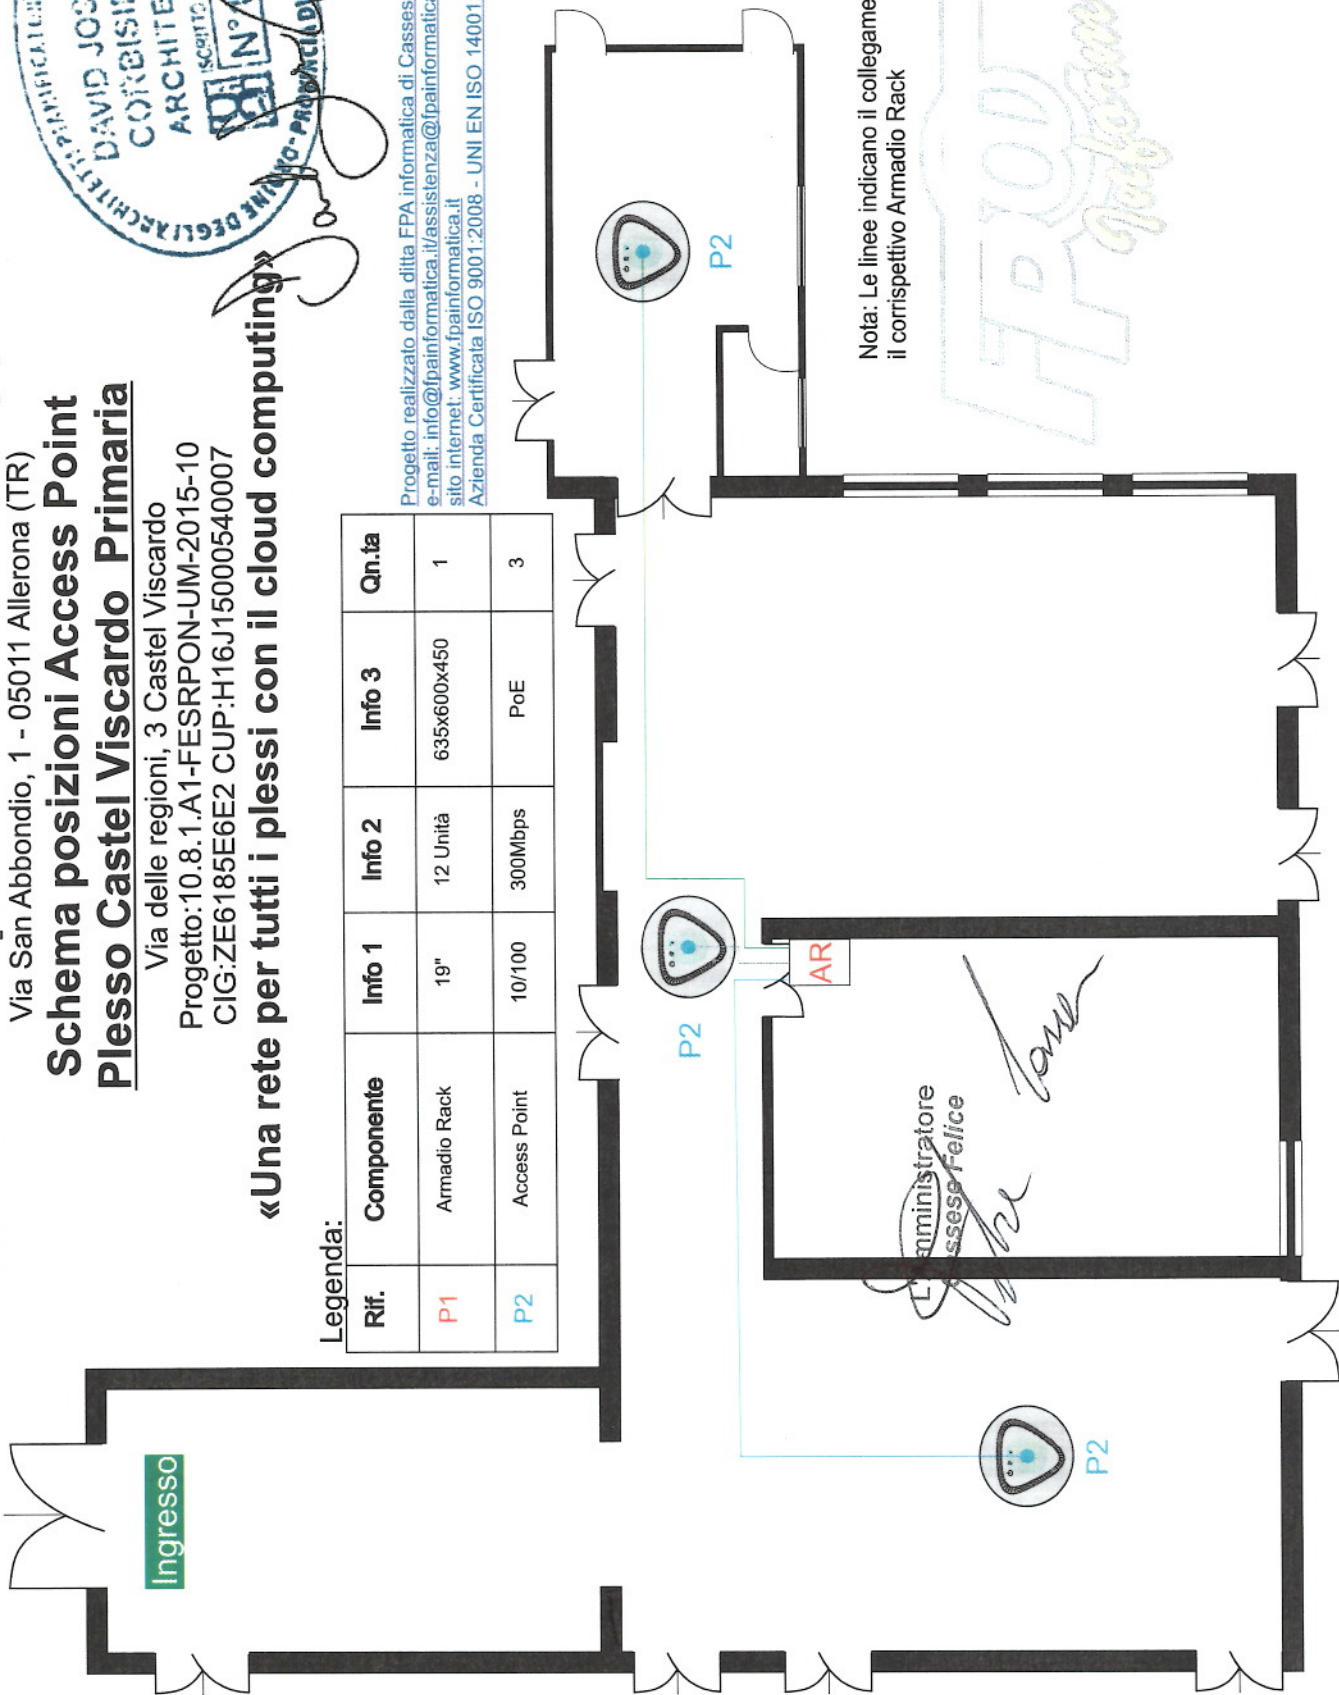 Via San Abbondio, 1 - 05011 Allerona (TR)
Schema posizioni Access Point
Plesso Castel Viscardo Primaria
Via delle regioni, 3 Castel Viscardo
Progetto:10.8.1.A1-FESRPON-UM-2015-10
CIG:ZE6185E6E2 CUP:H16J15000540007
«Una rete per tutti i plessi con il cloud computing»
DAVID JOS
ARCHITE
ISCRITTO
N°
DEGLI ARCHITETTI
Progetto realizzato dalla ditta FPA informatica di Casses
e-mail: info@fpainformatica.it/assistenza@fpainformatica
sito internet: www.fpainformatica.it
Azienda Certificata ISO 9001:2008 - UNI EN ISO 14001
Legenda:
Rif. Componente Info 1 Info 2 Info 3 Qn.ta
P1 Armadio Rack 19" 12 Unità 635x600x450 1
P2 Access Point 10/100 300Mbps PoE 3
Ingresso
P2
P2
P2
AR
mministratore
ssese Felice
Nota: Le linee indicano il collegame
il corrispettivo Armadio Rack